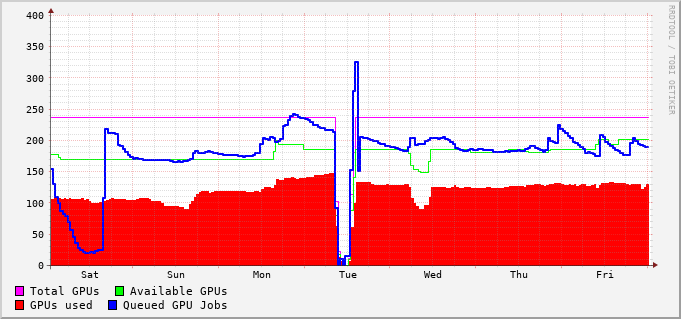 400
350
300
250
200
150
100
50
0
Sat Sun Mon Tue Wed Thu Fri
Total GPUs Available GPUs
GPUs used Queued GPU Jobs
RRDTOOL / TOBI OETIKER